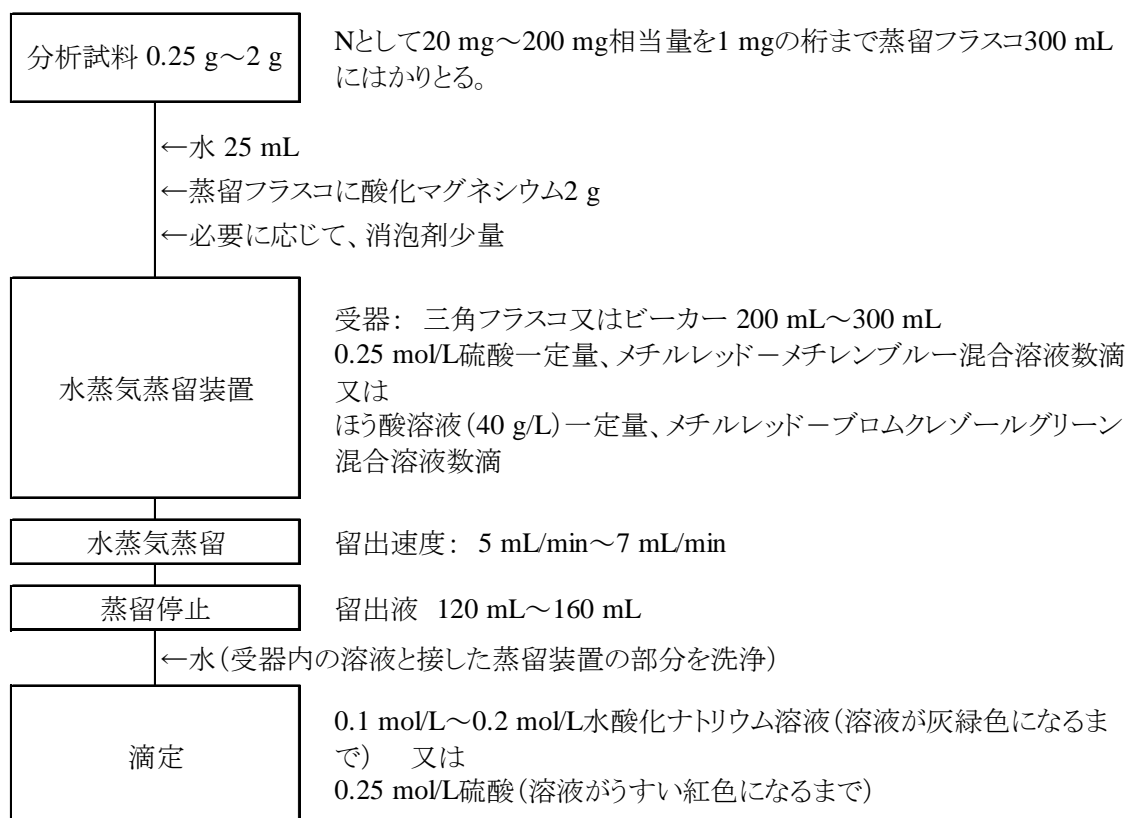 分析試料 0.25 g～2 g
Nとして20 mg～200 mg相当量を1 mgの桁まで蒸留フラスコ300 mL
にはかりとる。
←水 25 mL
←蒸留フラスコに酸化マグネシウム2 g
←必要に応じて、消泡剤少量
水蒸気蒸留装置
受器： 三角フラスコ又はビーカー 200 mL～300 mL
0.25 mol/L硫酸一定量、メチルレッド－メチレンブルー混合溶液数滴
又は
ほう酸溶液（40 g/L）一定量、メチルレッド－ブロムクレゾールグリーン
混合溶液数滴
水蒸気蒸留
留出速度： 5 mL/min～7 mL/min
蒸留停止
留出液 120 mL～160 mL
←水（受器内の溶液と接した蒸留装置の部分を洗浄）
滴定
0.1 mol/L～0.2 mol/L水酸化ナトリウム溶液（溶液が灰緑色になるま
で） 又は
0.25 mol/L硫酸（溶液がうすい紅色になるまで）